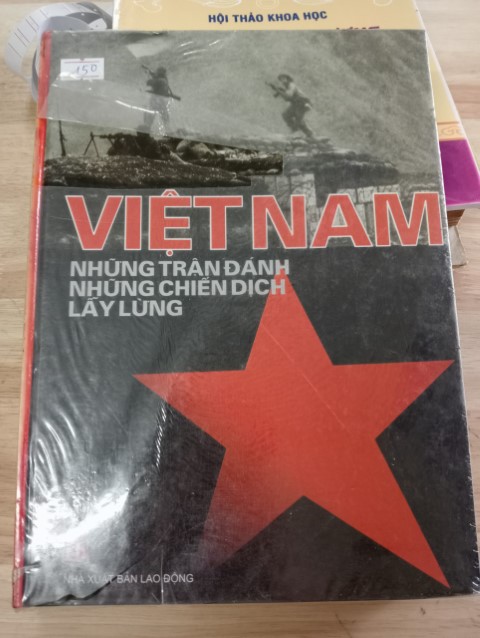 HỘI THẢO KHOA HỌC
150
VIỆT NAM
NHỮNG TRẬN ĐÁNH
NHỮNG CHIẾN DỊCH
LẪY LỪNG
NHÀ XUẤT BẢN LAO ĐỘNG